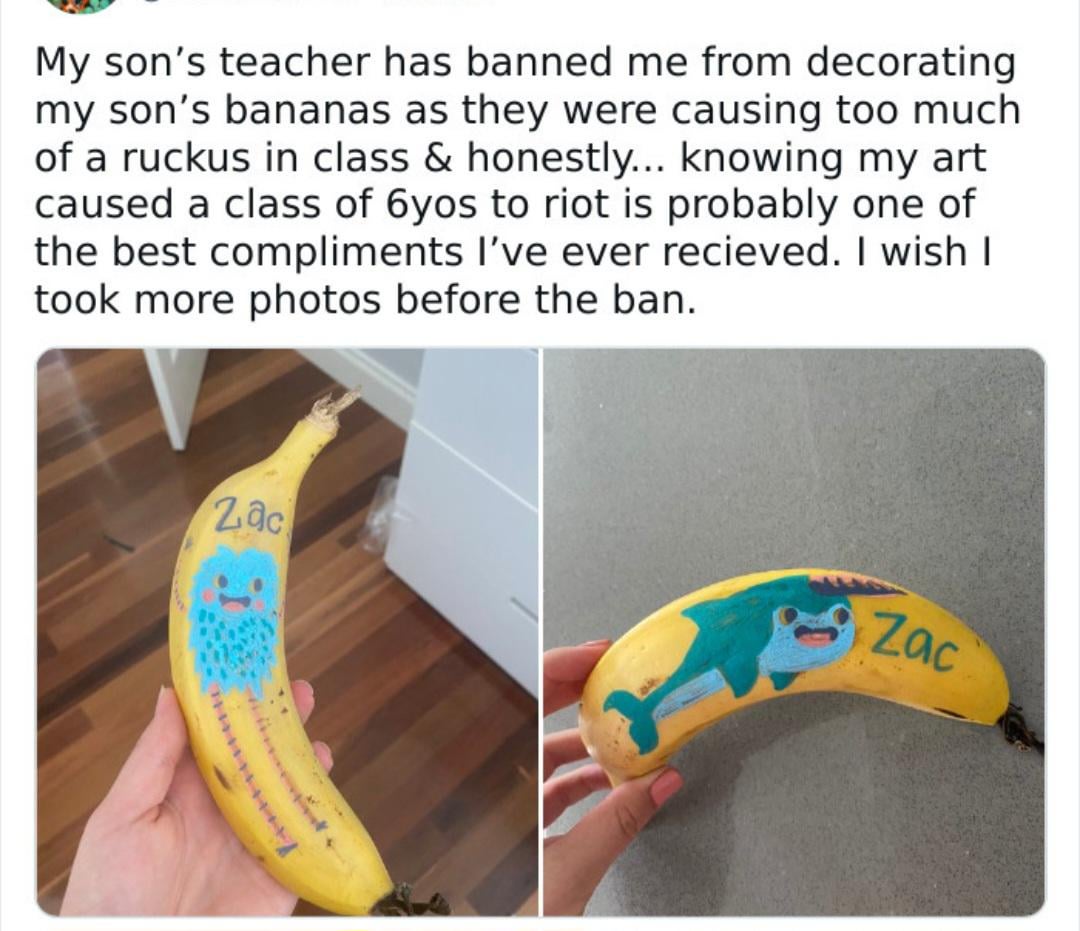 My son’s teacher has banned me from decorating
my son’s bananas as they were causing too much
of a ruckus in class & honestly... knowing my art
caused a class of 6yos to riot is probably one of
the best compliments I’ve ever recieved. I wish I
took more photos before the ban.
Zac
Zac